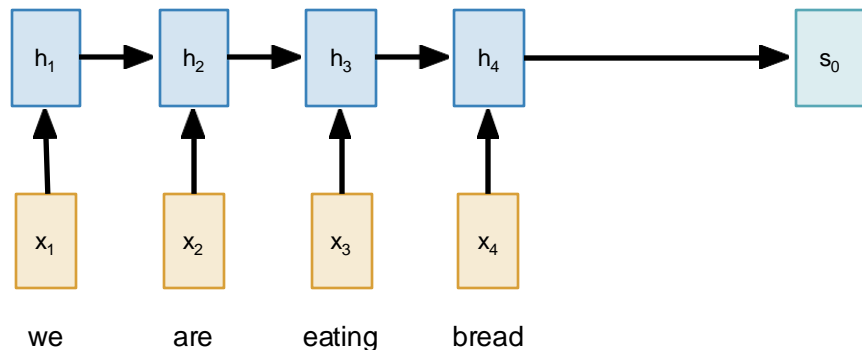 h₁ h₂ h₃ h₄ s₀
x₁ x₂ x₃ x₄
we are eating bread